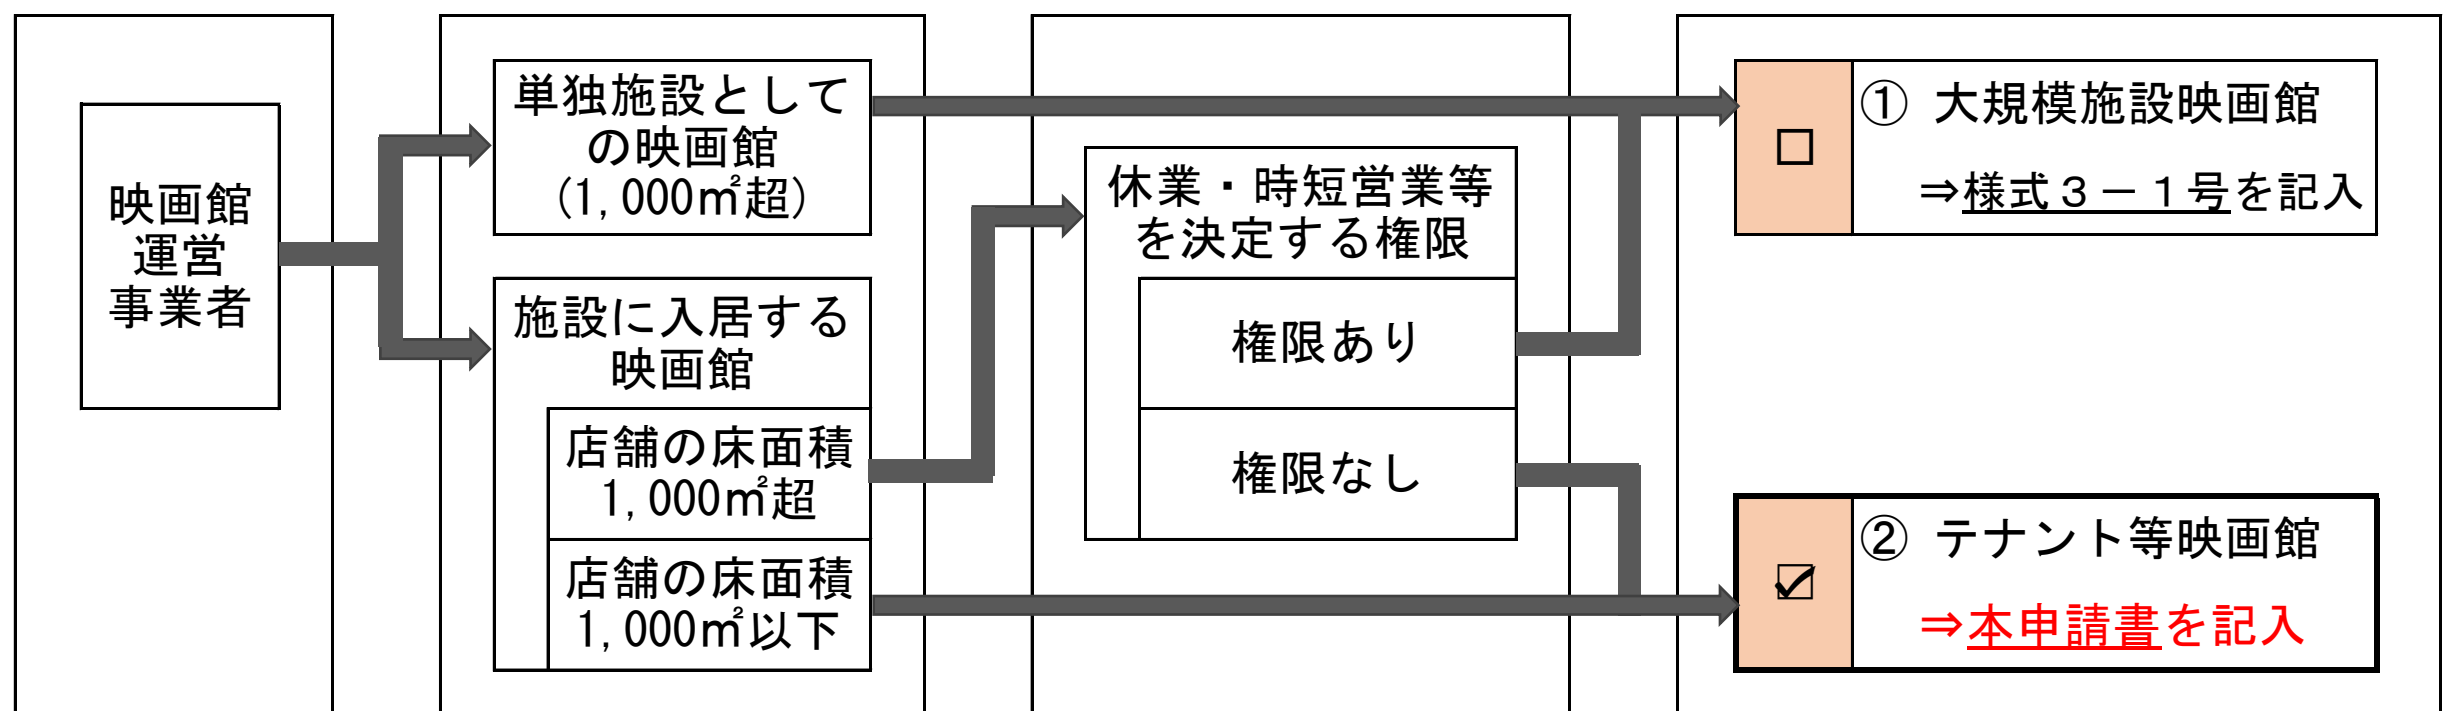 映画館
運営
事業者
単独施設として
の映画館
(1,000㎡超)
施設に入居する
映画館
店舗の床面積
1,000㎡超
店舗の床面積
1,000㎡以下
休業・時短営業等
を決定する権限
権限あり
権限なし
□
① 大規模施設映画館
⇒様式３－１号を記入
☑
② テナント等映画館
⇒本申請書を記入